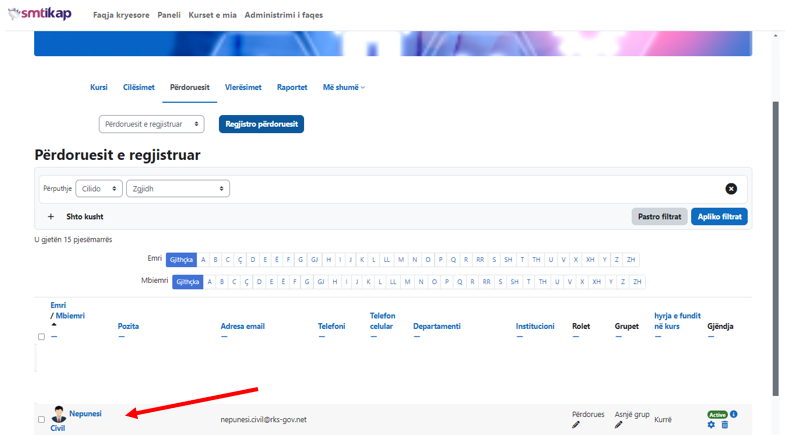 smtikap Faqja kryesore Paneli Kurset e mia Administrimi i faqes
Kursi Cilësimet Përdoruesit Vlerësimet Raportet Më shumë
Përdoruesit e regjistruar Regjistro përdoruesit
Përdoruesit e regjistruar
Përputhje Cilido Zgjidh
+ Shto kusht Pastro filtrat Apliko filtrat
U gjetën 15 pjesëmarrës
Emri Gjithçka A B C Ç D E Ë F G GJ H I J K L LL M N O P Q R RR S SH T TH U V X XH Y Z ZH
Mbiemri Gjithçka A B C Ç D E Ë F G GJ H I J K L LL M N O P Q R RR S SH T TH U V X XH Y Z ZH
Emri
/ Mbiemri
Pozita
Adresa email
Telefoni
Telefon
celular
Departamenti
Institucioni
Rolet
Grupet
hyrja e fundit
në kurs
Gjëndja
Nepunesi
Civil
nepunesi.civil@rks-gov.net
Përdorues
Asnjë grup
Kurrë
Active